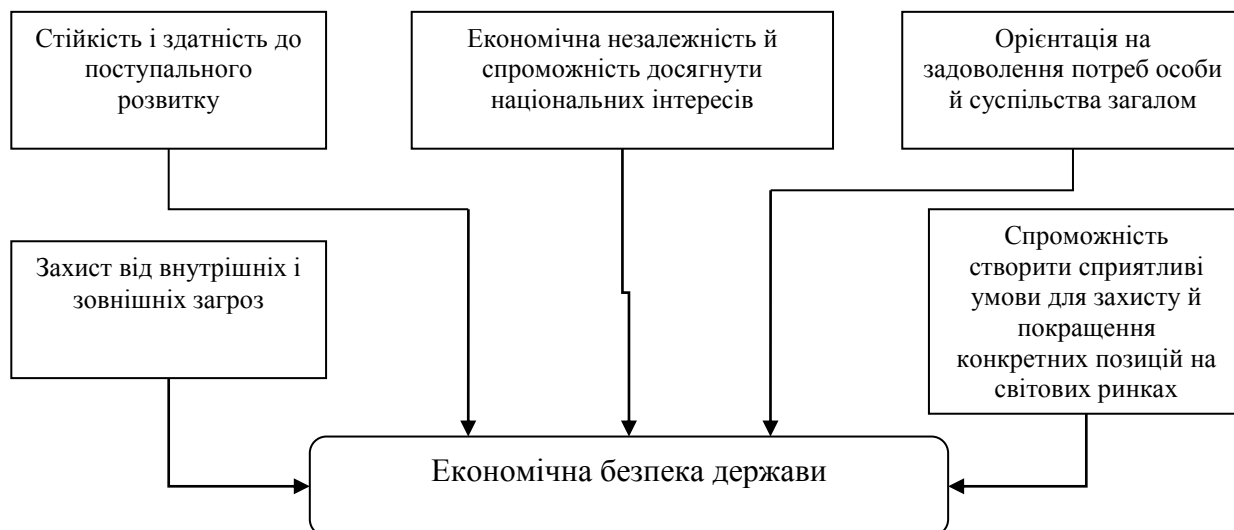 Стійкість і здатність до
поступального
розвитку
Економічна незалежність й
спроможність досягнути
національних інтересів
Орієнтація на
задоволення потреб особи
й суспільства загалом
Захист від внутрішніх і
зовнішніх загроз
Спроможність
створити сприятливі
умови для захисту й
покращення
конкретних позицій на
світових ринках
Економічна безпека держави